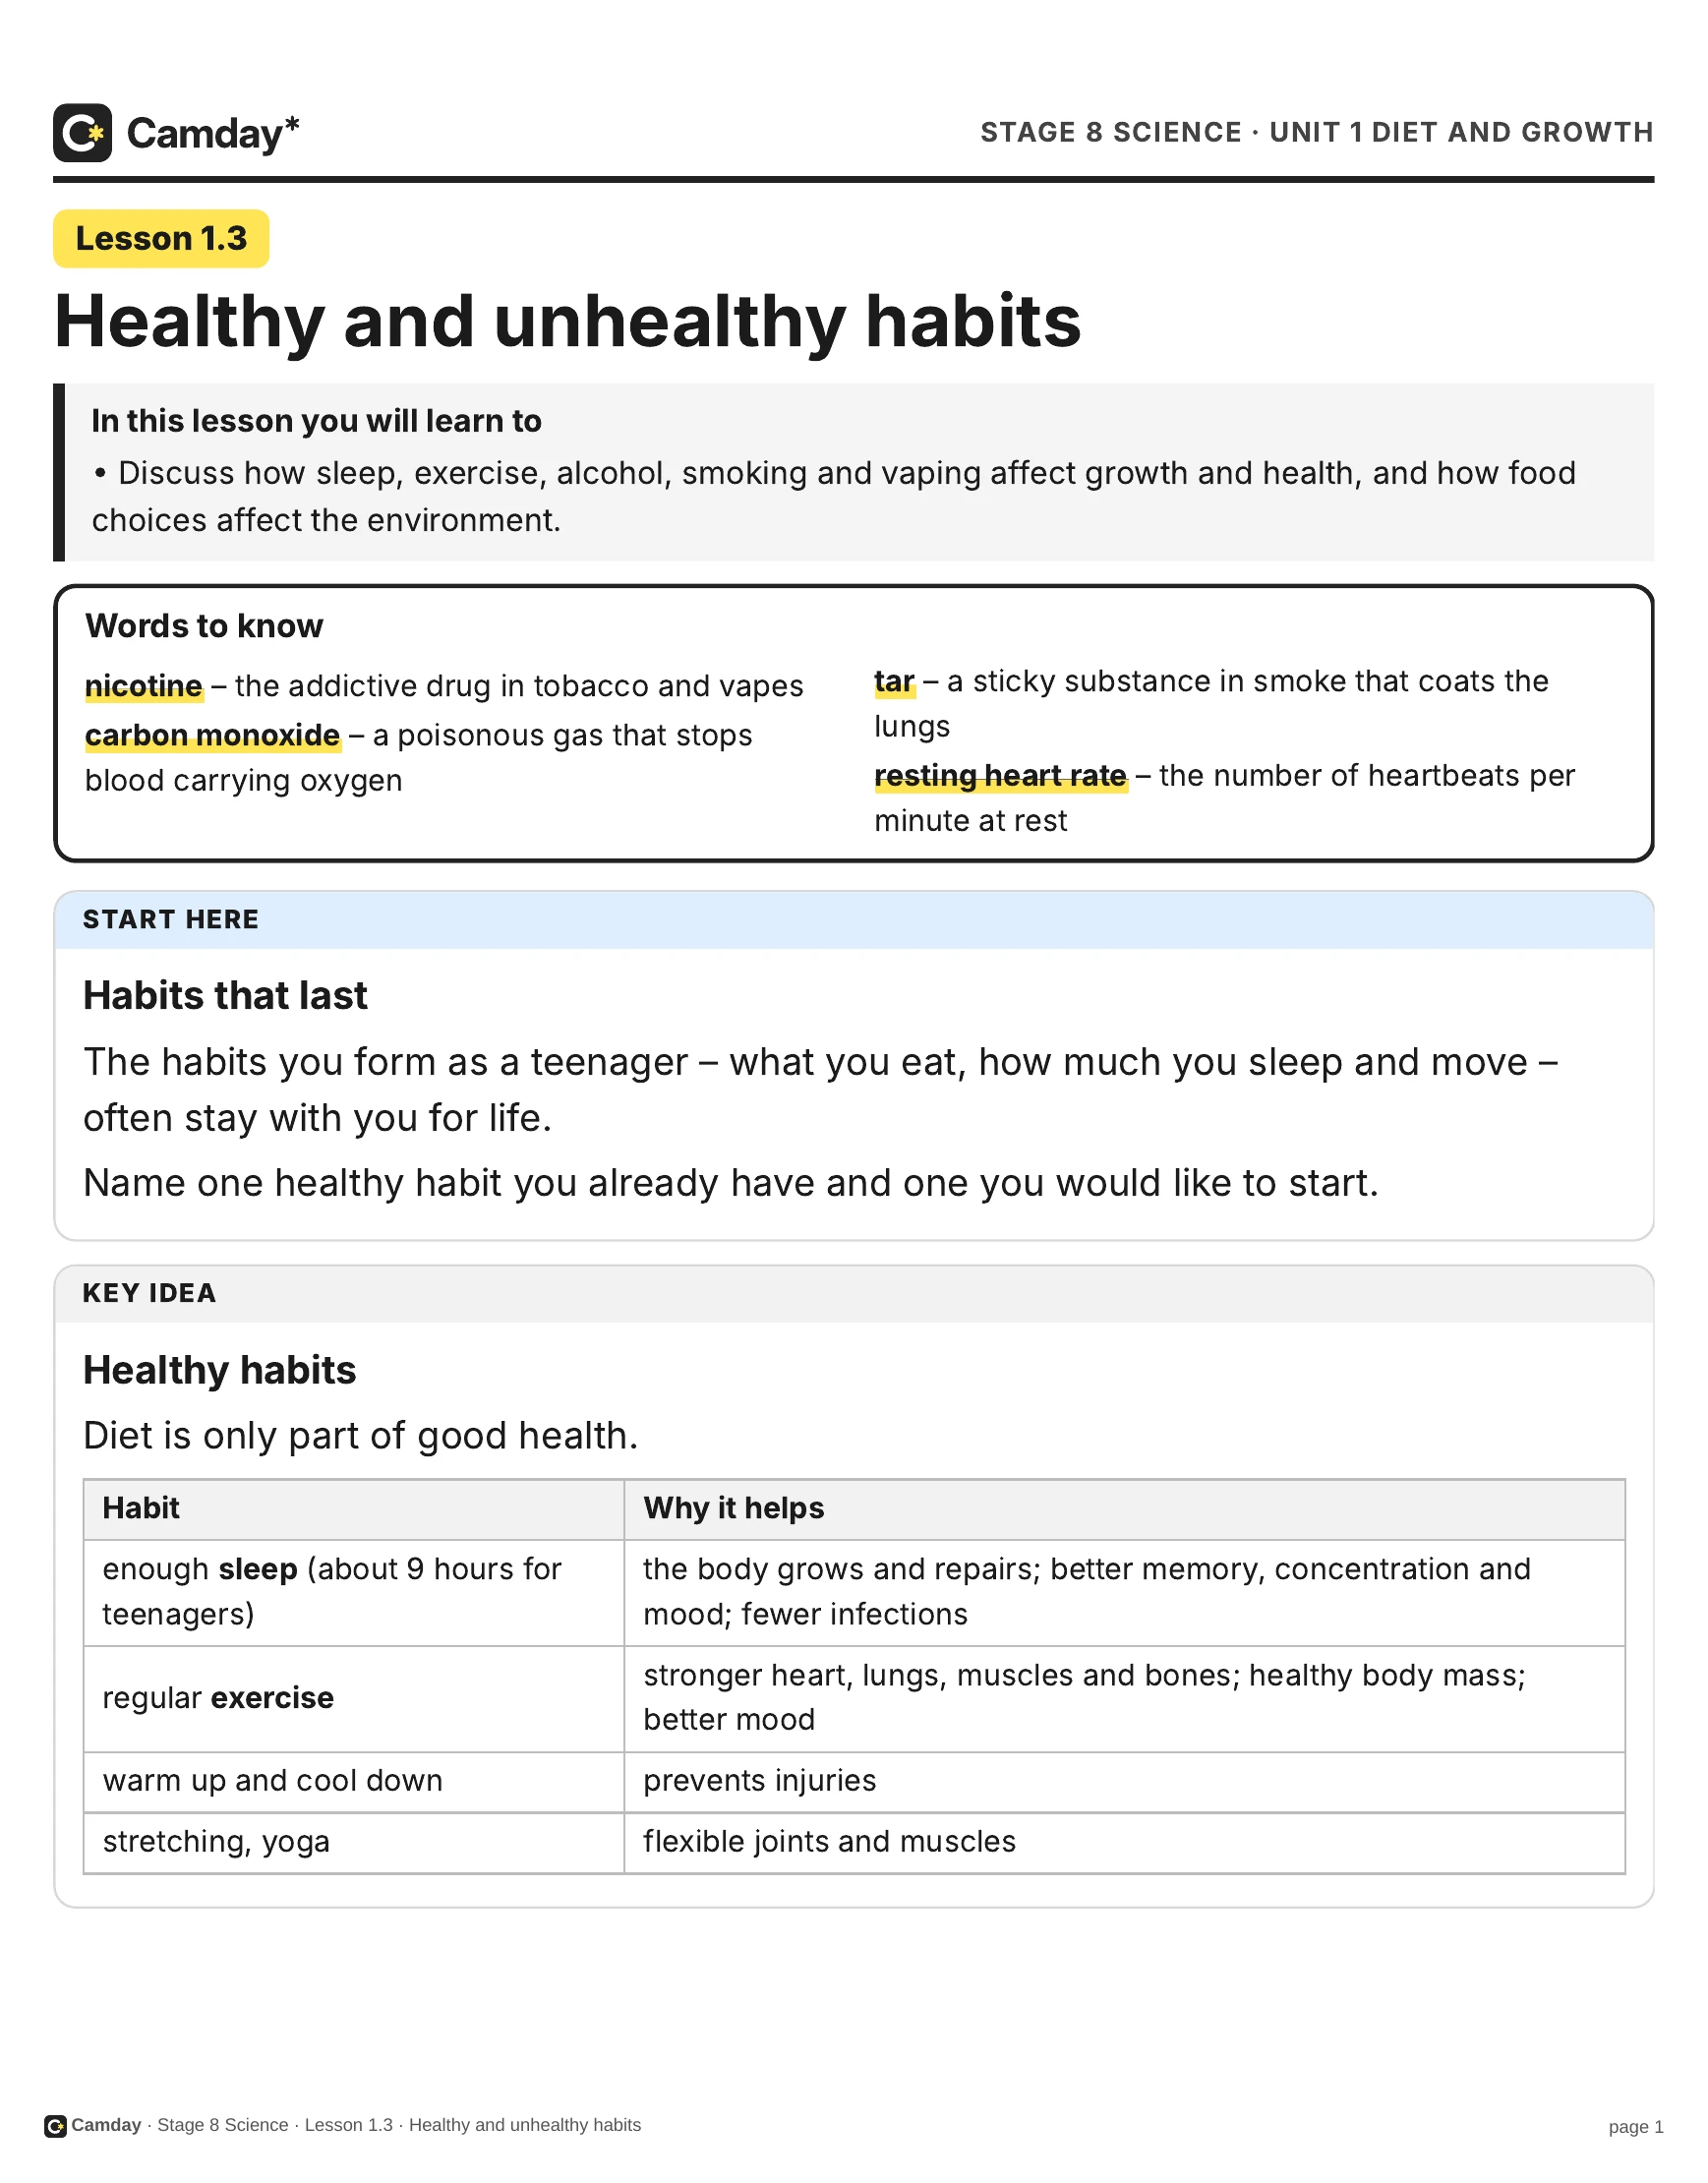 Camday*
STAGE 8 SCIENCE · UNIT 1 DIET AND GROWTH
Lesson 1.3
Healthy and unhealthy habits
In this lesson you will learn to
• Discuss how sleep, exercise, alcohol, smoking and vaping affect growth and health, and how food
choices affect the environment.
Words to know
nicotine – the addictive drug in tobacco and vapes
carbon monoxide – a poisonous gas that stops
blood carrying oxygen
tar – a sticky substance in smoke that coats the
lungs
resting heart rate – the number of heartbeats per
minute at rest
START HERE
Habits that last
The habits you form as a teenager – what you eat, how much you sleep and move –
often stay with you for life.
Name one healthy habit you already have and one you would like to start.
KEY IDEA
Healthy habits
Diet is only part of good health.
Habit
Why it helps
enough sleep (about 9 hours for
teenagers)
the body grows and repairs; better memory, concentration and
mood; fewer infections
regular exercise
stronger heart, lungs, muscles and bones; healthy body mass;
better mood
warm up and cool down
prevents injuries
stretching, yoga
flexible joints and muscles
Camday · Stage 8 Science · Lesson 1.3 · Healthy and unhealthy habits
page 1